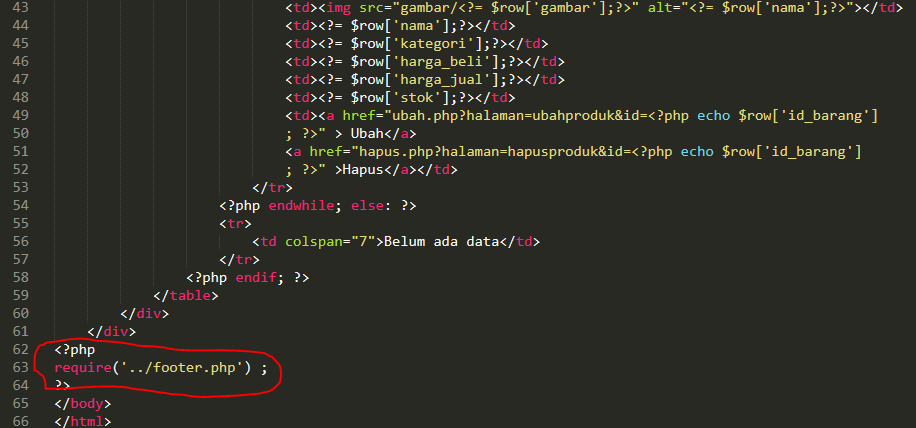 43 <td><img src="gambar/<?= $row['gambar'];?>" alt="<?= $row['nama'];?>"></td>
44 <td><?= $row['nama'];?></td>
45 <td><?= $row['kategori'];?></td>
46 <td><?= $row['harga_beli'];?></td>
47 <td><?= $row['harga_jual'];?></td>
48 <td><?= $row['stok'];?></td>
49 <td><a href="ubah.php?halaman=ubahproduk&id=<?php echo $row['id_barang']
50 ; ?>" > Ubah</a>
51 <a href="hapus.php?halaman=hapusproduk&id=<?php echo $row['id_barang']
52 ; ?>" >Hapus</a></td>
53 </tr>
54 <?php endwhile; else: ?>
55 <tr>
56 <td colspan="7">Belum ada data</td>
57 </tr>
58 <?php endif; ?>
59 </table>
60 </div>
61 </div>
62 <?php
63 require('../footer.php') ;
64 ?>
65 </body>
66 </html>